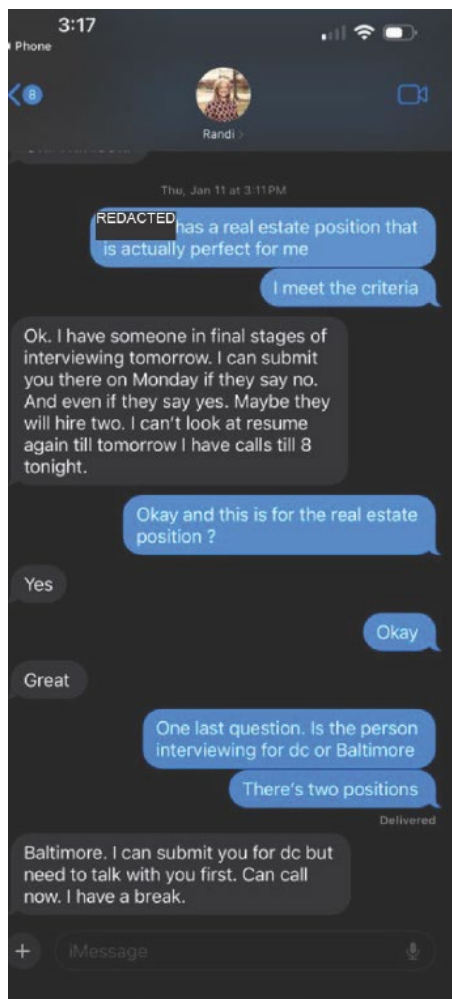 3:17
Phone
8
Randi
Thu, Jan 11 at 3:11PM
REDACTED has a real estate position that
is actually perfect for me
I meet the criteria
Ok. I have someone in final stages of
interviewing tomorrow. I can submit
you there on Monday if they say no.
And even if they say yes. Maybe they
will hire two. I can't look at resume
again till tomorrow I have calls till 8
tonight.
Okay and this is for the real estate
position ?
Yes
Okay
Great
One last question. Is the person
interviewing for dc or Baltimore
There's two positions
Delivered
Baltimore. I can submit you for dc but
need to talk with you first. Can call
now. I have a break.
iMessage